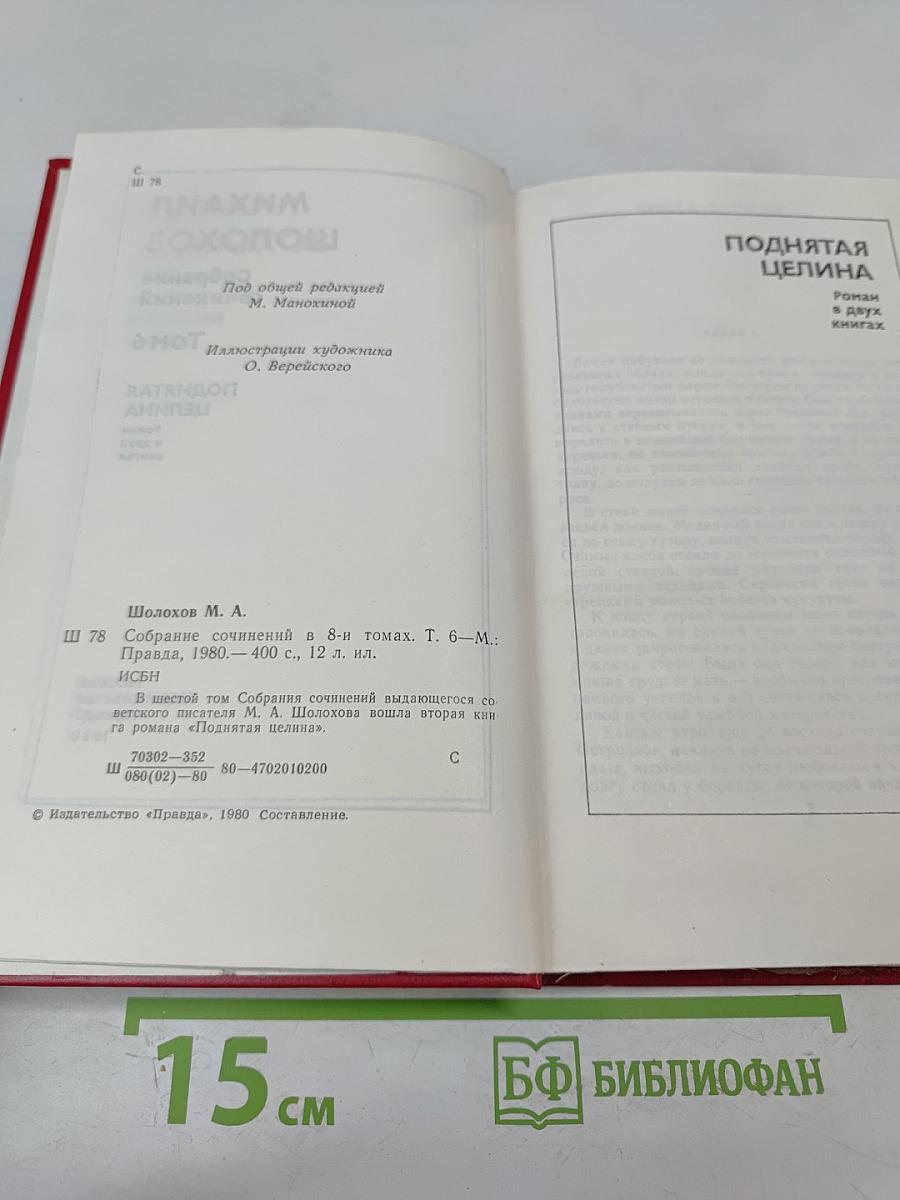 С
Ш 78
Под общей редакцией
М. Манохиной
Иллюстрации художника
О. Верейского
Шолохов М. А.
Ш 78 Собрание сочинений в 8-и томах. Т. 6—М.:
Правда, 1980.— 400 с., 12 л. ил.
ИСБН
В шестой том Собрания сочинений выдающегося со-
ветского писателя М. А. Шолохова вошла вторая кни-
га романа «Поднятая целина».
Ш 70302—352
080(02)—80 80—4702010200
С
© Издательство «Правда», 1980 Составление.
ПОДНЯТАЯ
ЦЕЛИНА
Роман
в двух
книгах
15 см
БФ БИБЛИОФАН